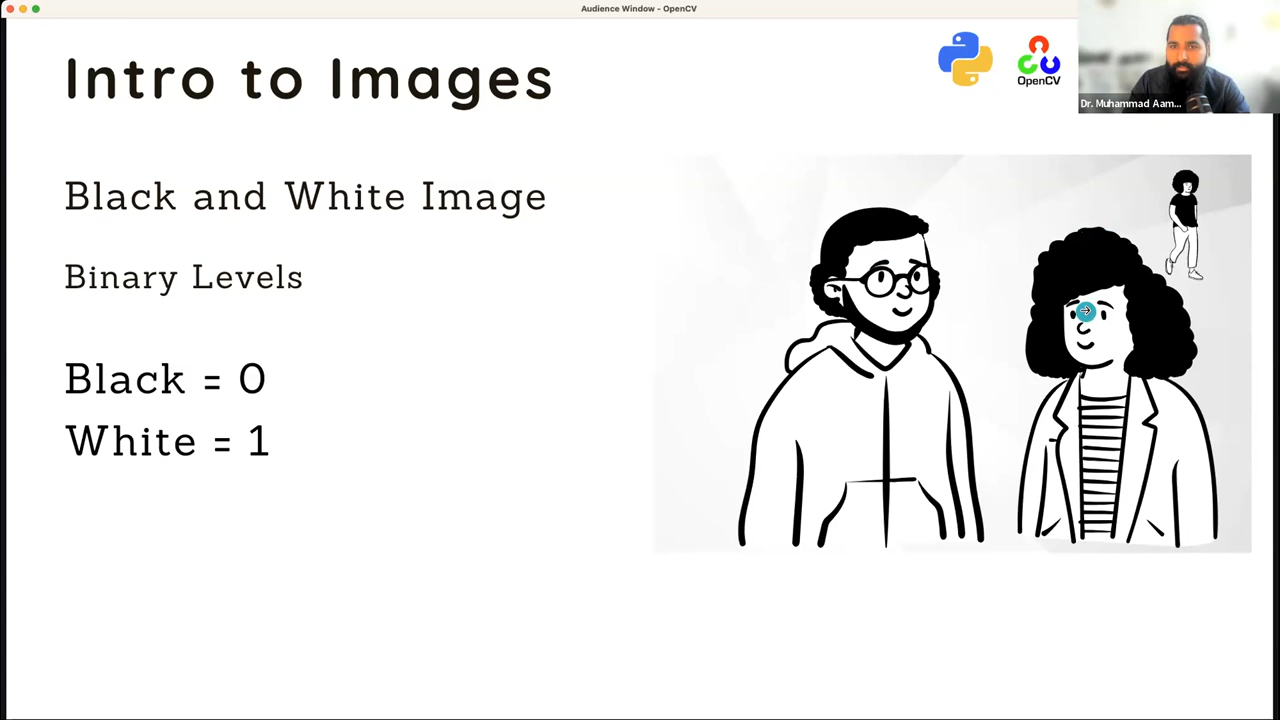 Audience Window - OpenCV
Intro to Images
OpenCV
Dr. Muhammad Aam...
Black and White Image
Binary Levels
Black = 0
White = 1